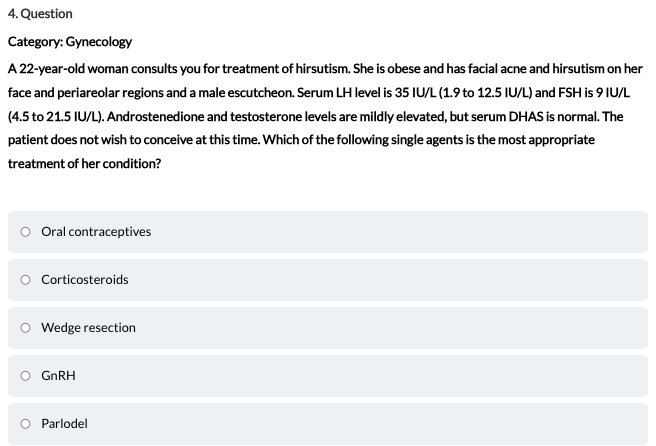 4. Question
Category: Gynecology
A 22-year-old woman consults you for treatment of hirsutism. She is obese and has facial acne and hirsutism on her
face and periareolar regions and a male escutcheon. Serum LH level is 35 IU/L (1.9 to 12.5 IU/L) and FSH is 9 IU/L
(4.5 to 21.5 IU/L). Androstenedione and testosterone levels are mildly elevated, but serum DHAS is normal. The
patient does not wish to conceive at this time. Which of the following single agents is the most appropriate
treatment of her condition?
Oral contraceptives
Corticosteroids
Wedge resection
GnRH
Parlodel